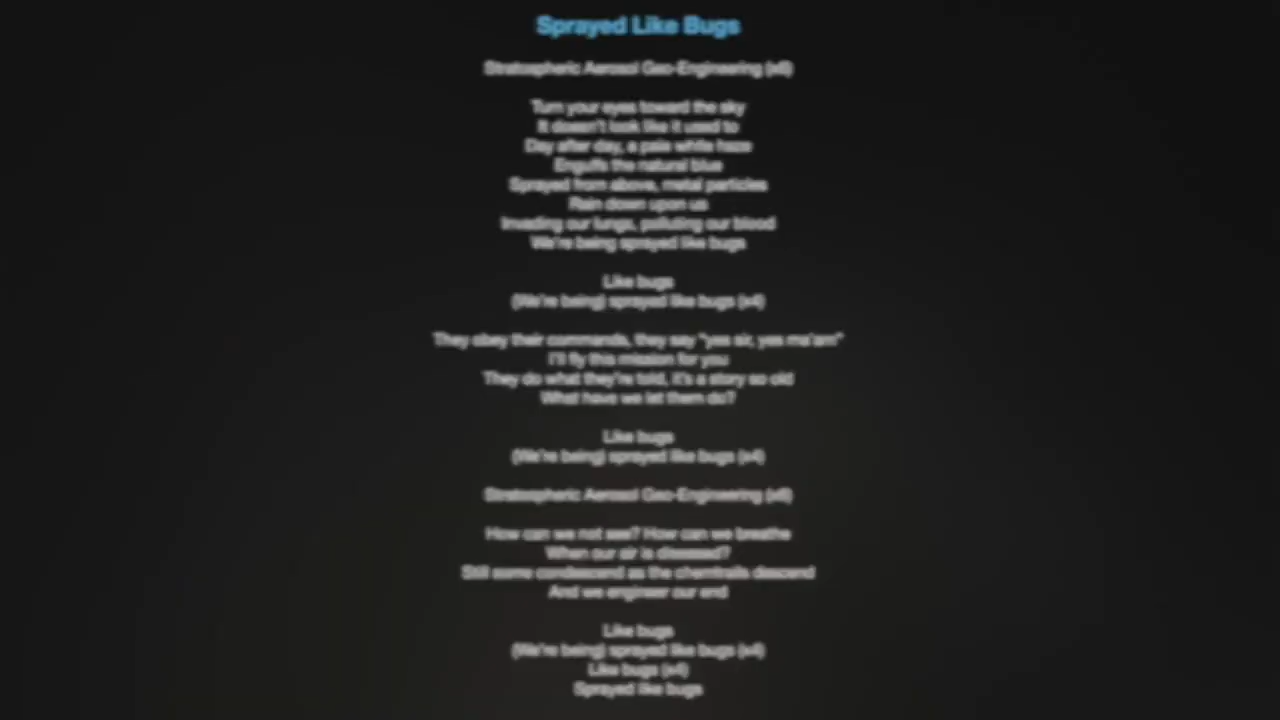 Sprayed Like Bugs
Stratospheric Aerosol Geo-Engineering (x8)
Turn your eyes toward the sky
It doesn't look like it used to
Day after day, a pale white haze
Engulfs the natural blue
Sprayed from above, metal particles
Rain down upon us
Invading our lungs, polluting our blood
We're being sprayed like bugs
Like bugs
(We're being) sprayed like bugs (x4)
They obey their commands, they say "yes sir, yes ma'am"
I'll fly this mission for you
They do what they're told, it's a story so old
What have we let them do?
Like bugs
(We're being) sprayed like bugs (x4)
Stratospheric Aerosol Geo-Engineering (x8)
How can we not see? How can we breathe
When our air is diseased?
Still some condescend as the chemtrails descend
And we engineer our end
Like bugs
(We're being) sprayed like bugs (x4)
Like bugs (x4)
Sprayed like bugs